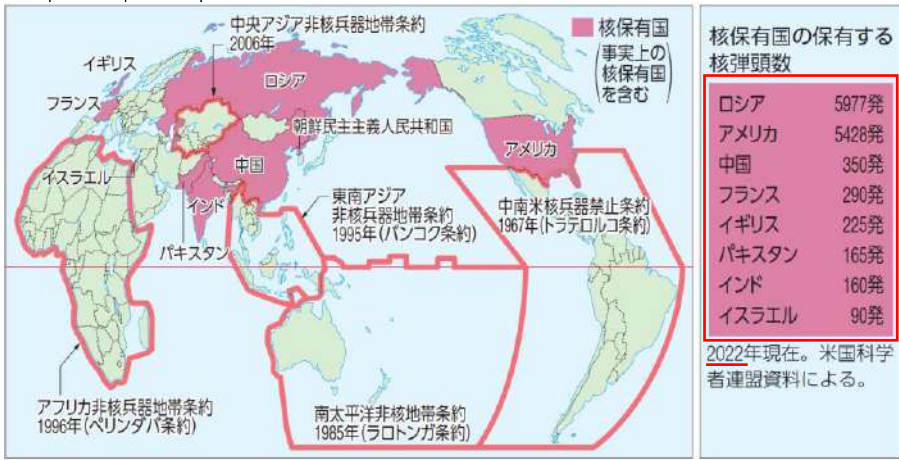 中央アジア非核兵器地帯条約
2006年
イギリス
フランス
ロシア
核保有国
(事実上の
核保有国
を含む)
朝鮮民主主義人民共和国
イスラエル
中国
アメリカ
インド
パキスタン
東南アジア
非核兵器地帯条約
1995年(バンコク条約)
中南米核兵器禁止条約
1967年(トラテロルコ条約)
アフリカ非核兵器地帯条約
1996年(ペリンダバ条約)
南太平洋非核地帯条約
1985年(ラロトンガ条約)
核保有国の保有する
核弾頭数
ロシア 5977発
アメリカ 5428発
中国 350発
フランス 290発
イギリス 225発
パキスタン 165発
インド 160発
イスラエル 90発
2022年現在。米国科学
者連盟資料による。